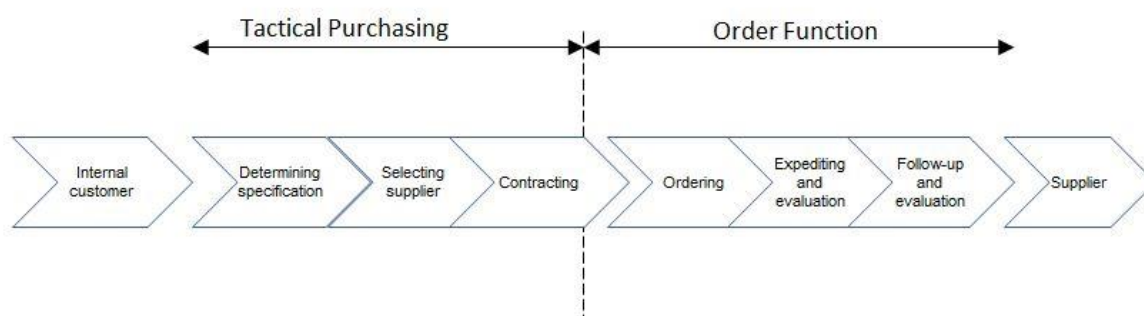 Tactical Purchasing
Order Function
Internal
customer
Determining
specification
Selecting
supplier
Contracting
Ordering
Expediting
and
evaluation
Follow-up
and
evaluation
Supplier